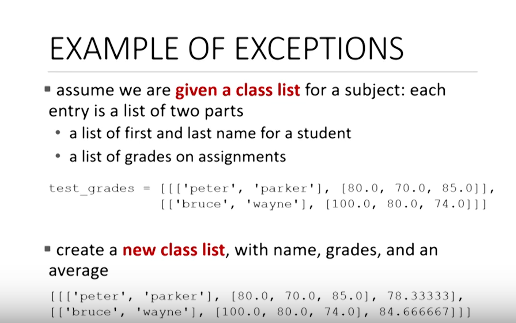 EXAMPLE OF EXCEPTIONS
▪ assume we are given a class list for a subject: each
entry is a list of two parts
• a list of first and last name for a student
• a list of grades on assignments
test_grades = [[['peter', 'parker'], [80.0, 70.0, 85.0]],
[['bruce', 'wayne'], [100.0, 80.0, 74.0]]]
▪ create a new class list, with name, grades, and an
average
[[['peter', 'parker'], [80.0, 70.0, 85.0], 78.33333],
[['bruce', 'wayne'], [100.0, 80.0, 74.0], 84.666667]]]